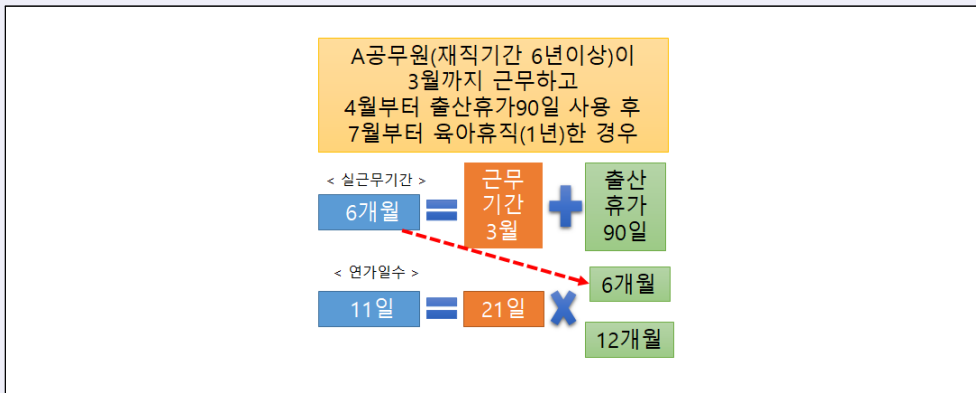 A공무원(재직기간 6년이상)이
3월까지 근무하고
4월부터 출산휴가90일 사용 후
7월부터 육아휴직(1년)한 경우
< 실근무기간 >
6개월
근무
기간
3월
출산
휴가
90일
< 연가일수 >
11일
21일
6개월
12개월